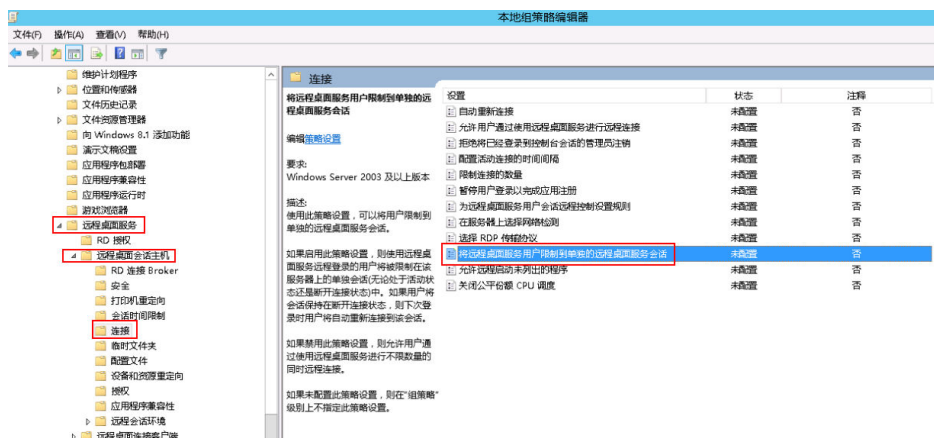 本地组策略编辑器
文件(F) 操作(A) 查看(V) 帮助(H)
维护计划程序
位置和传感器
文件历史记录
文件资源管理器
向 Windows 8.1 添加功能
演示文稿设置
应用程序包部署
应用程序兼容性
应用程序运行时
游戏浏览器
远程桌面服务
RD 授权
远程桌面会话主机
RD 连接 Broker
安全
打印机重定向
会话时间限制
连接
临时文件夹
配置文件
设备和资源重定向
授权
应用程序兼容性
远程会话环境
远程桌面连接客户端
连接
将远程桌面服务用户限制到单独的远
程桌面服务会话
编辑策略设置
要求:
Windows Server 2003 及以上版本
描述:
使用此策略设置，可以将用户限制到
单独的远程桌面服务会话。
如果启用此策略设置，则使用远程桌
面服务远程登录的用户将被限制在该
服务器上的单独会话(无论处于活动状
态还是断开连接状态)中。如果用户将
会话保持在断开连接状态，则下次登
录时用户将自动重新连接到该会话。
如果禁用此策略设置，则允许用户通
过使用远程桌面服务进行不限数量的
同时远程连接。
如果未配置此策略设置，则在"组策略"
级别上不指定此策略设置。
设置 状态 注释
自动重新连接 未配置 否
允许用户通过使用远程桌面服务进行远程连接 未配置 否
拒绝将已经登录到控制台会话的管理员注销 未配置 否
配置活动连接的时间间隔 未配置 否
限制连接的数量 未配置 否
暂停用户登录以完成应用注册 未配置 否
为远程桌面服务用户会话远程控制设置规则 未配置 否
在服务器上选择网络检测 未配置 否
选择 RDP 传输协议 未配置 否
将远程桌面服务用户限制到单独的远程桌面服务会话 未配置 否
允许远程启动未列出的程序 未配置 否
关闭公平份额 CPU 调度 未配置 否